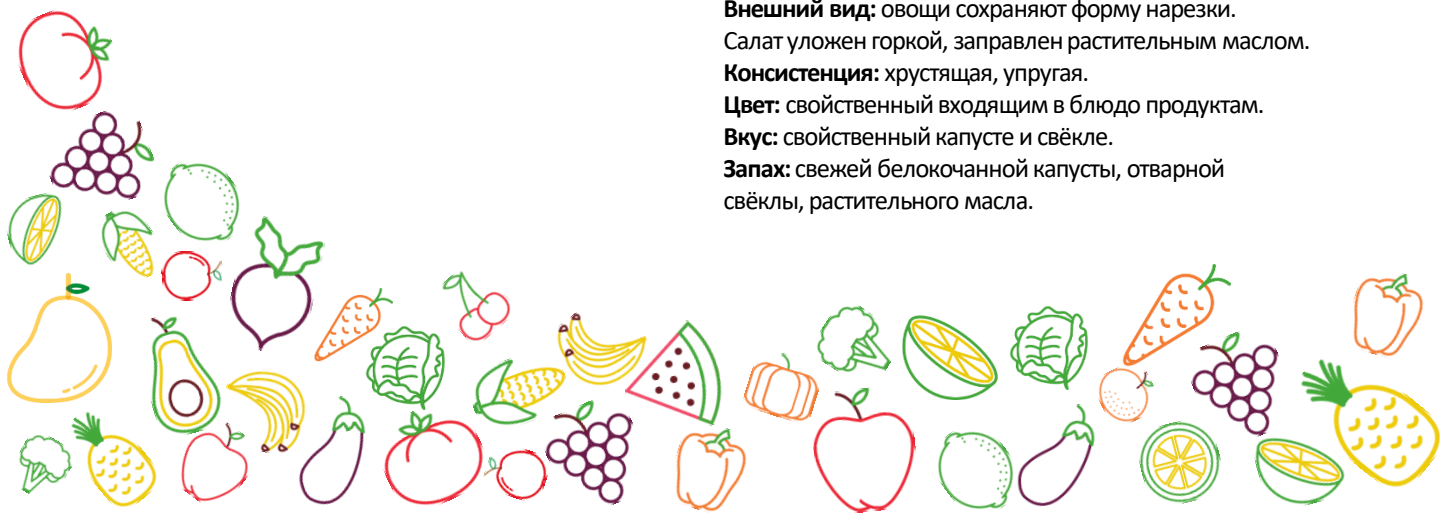 Внешний вид: овощи сохраняют форму нарезки.
Салат уложен горкой, заправлен растительным маслом.
Консистенция: хрустящая, упругая.
Цвет: свойственный входящим в блюдо продуктам.
Вкус: свойственный капусте и свёкле.
Запах: свежей белокочанной капусты, отварной
свёклы, растительного масла.